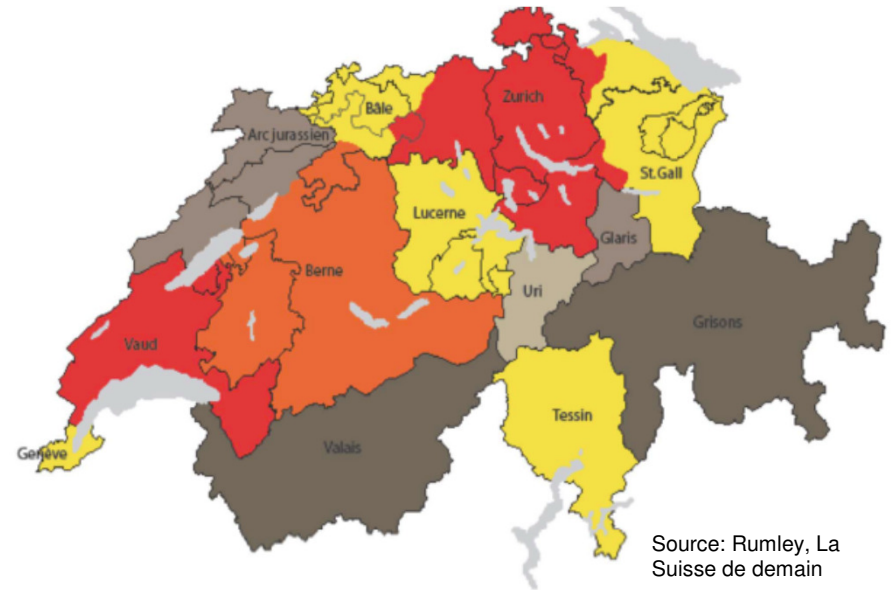 Zurich
Bâle
Arc jurassien
St.Gall
Lucerne
Glaris
Berne
Uri
Grisons
Vaud
Tessin
Valais
Genève
Source: Rumley, La
Suisse de demain